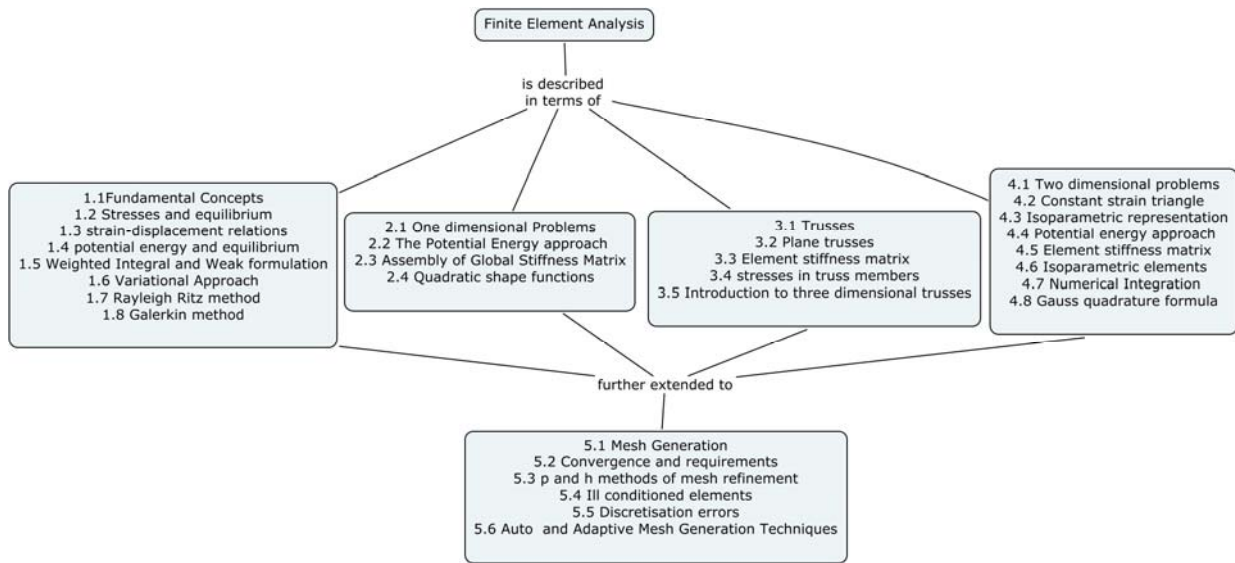 Finite Element Analysis
is described
in terms of
1.1Fundamental Concepts
1.2 Stresses and equilibrium
1.3 strain-displacement relations
1.4 potential energy and equilibrium
1.5 Weighted Integral and Weak formulation
1.6 Variational Approach
1.7 Rayleigh Ritz method
1.8 Galerkin method
2.1 One dimensional Problems
2.2 The Potential Energy approach
2.3 Assembly of Global Stiffness Matrix
2.4 Quadratic shape functions
3.1 Trusses
3.2 Plane trusses
3.3 Element stiffness matrix
3.4 stresses in truss members
3.5 Introduction to three dimensional trusses
4.1 Two dimensional problems
4.2 Constant strain triangle
4.3 Isoparametric representation
4.4 Potential energy approach
4.5 Element stiffness matrix
4.6 Isoparametric elements
4.7 Numerical Integration
4.8 Gauss quadrature formula
further extended to
5.1 Mesh Generation
5.2 Convergence and requirements
5.3 p and h methods of mesh refinement
5.4 Ill conditioned elements
5.5 Discretisation errors
5.6 Auto  and Adaptive Mesh Generation Techniques